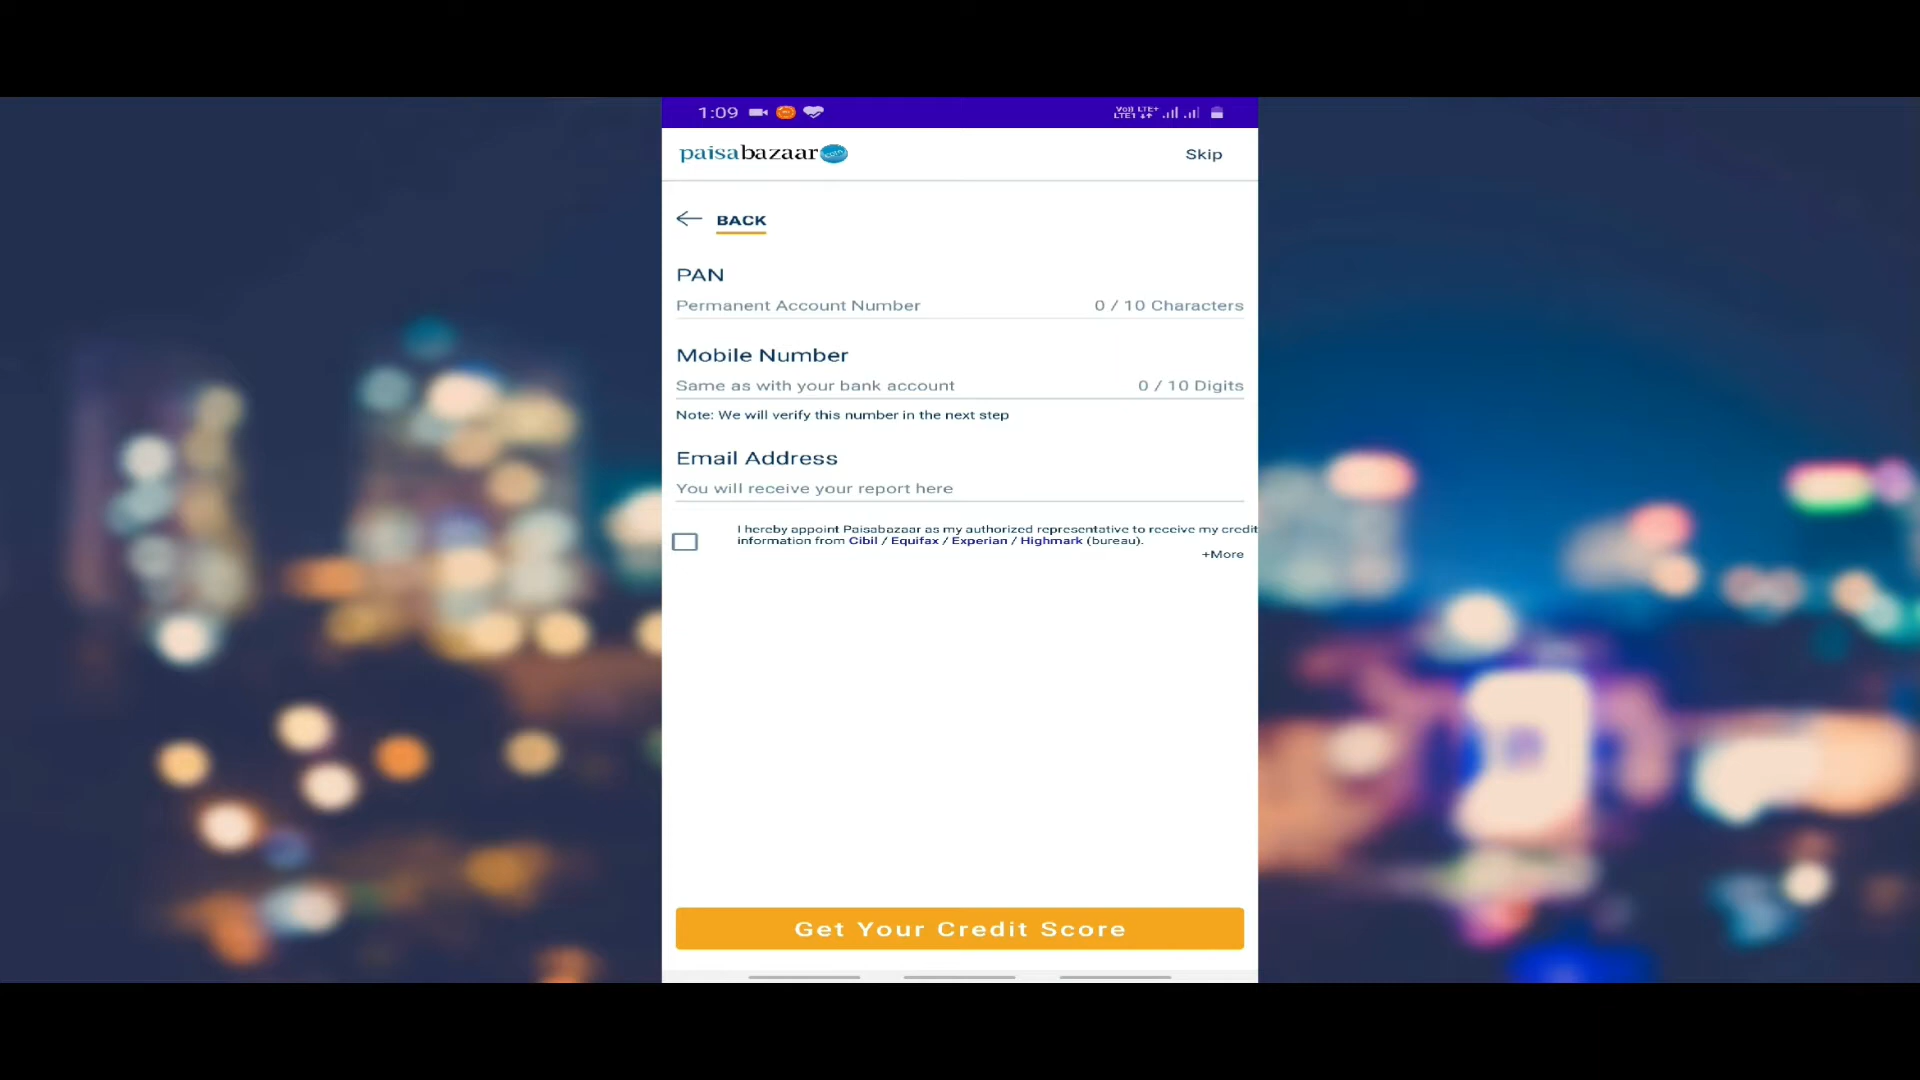 1:09 VoB LTE+ LTE1
paisabazaar Skip
BACK
PAN
Permanent Account Number 0 / 10 Characters
Mobile Number
Same as with your bank account 0 / 10 Digits
Note: We will verify this number in the next step
Email Address
You will receive your report here
I hereby appoint Paisabazaar as my authorized representative to receive my credit
information from Cibil / Equifax / Experian / Highmark (bureau).
+More
Get Your Credit Score